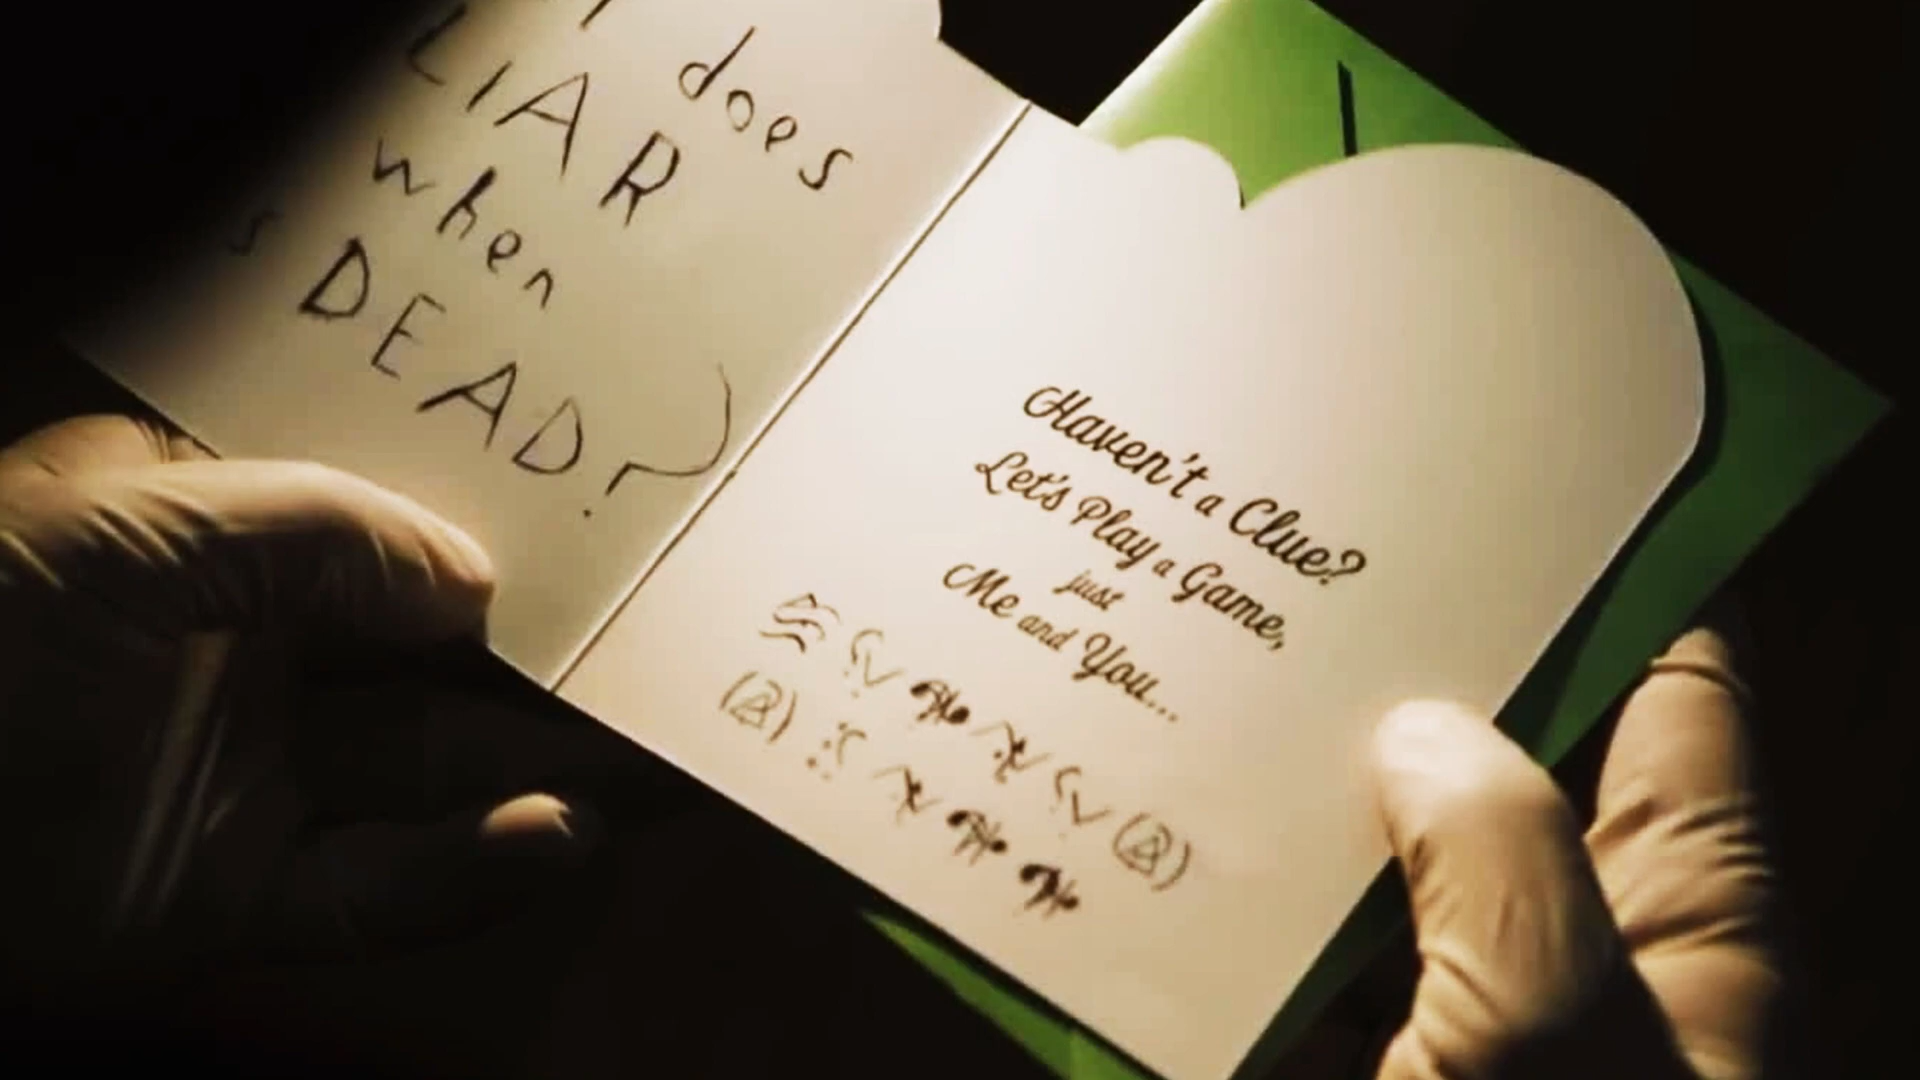 does
LIAR
when
s DEAD?
Haven't a Clue?
Let's Play a Game,
just
Me and You...